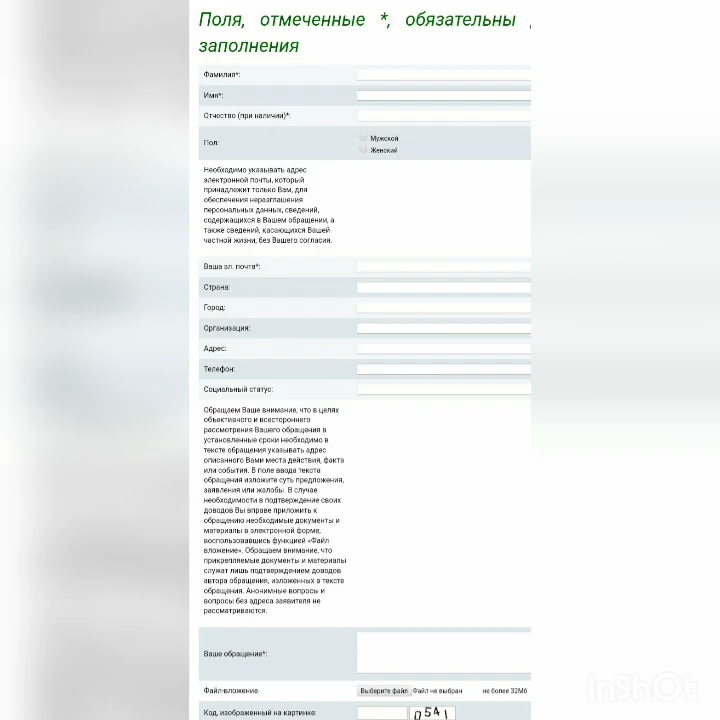 Поля, отмеченные *, обязательны
заполнения
Фамилия*:
Имя*:
Отчество (при наличии)*:
Пол:
Мужской
Женский
Необходимо указывать адрес
электронной почты, который
принадлежит только Вам, для
обеспечения неразглашения
персональных данных, сведений,
содержащихся в Вашем обращении, а
также сведений, касающихся Вашей
частной жизни, без Вашего согласия.
Ваша эл. почта*:
Страна:
Город:
Организация:
Адрес:
Телефон:
Социальный статус:
Обращаем Ваше внимание, что в целях
объективного и всестороннего
рассмотрения Вашего обращения в
установленные сроки необходимо в
тексте обращения указывать адрес
описанного Вами места действия, факта
или события. В поле ввода текста
обращения изложите суть предложения,
заявления или жалобы. В случае
необходимости в подтверждение своих
доводов Вы вправе приложить к
обращению необходимые документы и
материалы в электронной форме,
воспользовавшись функцией «Файл
вложение». Обращаем внимание, что
прикрепляемые документы и материалы
служат лишь подтверждением доводов
автора обращения, изложенных в тексте
обращения. Анонимные вопросы и
вопросы без адреса заявителя не
рассматриваются.
Ваше обращение*:
Файл-вложение
Выберите файл Файл не выбран не более 32Мб
Код, изображенный на картинке:
0541
InShOt